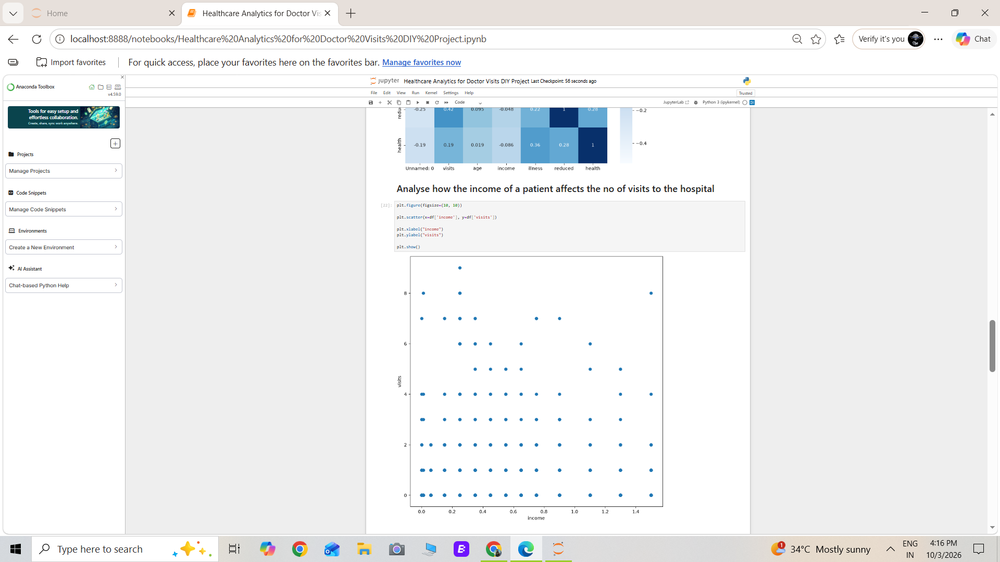 Home
Healthcare Analytics for Doctor Vis
localhost:8888/notebooks/Healthcare%20Analytics%20for%20Doctor%20Visits%20DIY%20Project.ipynb
Verify it's you
Chat
Import favorites
For quick access, place your favorites here on the favorites bar. Manage favorites now
Anaconda Toolbox
v4.59.0
Tools for easy setup and
effortless collaboration.
Create, share, sync work anywhere.
Projects
Manage Projects
Code Snippets
Manage Code Snippets
Environments
Create a New Environment
AI Assistant
Chat-based Python Help
jupyter Healthcare Analytics for Doctor Visits DIY Project Last Checkpoint: 56 seconds ago
File Edit View Run Kernel Settings Help
Trusted
Code
JupyterLab
Python 3 (ipykernel)
reduc
-0.25 0.42 0.095 -0.048 0.22 1 0.28
health
-0.19 0.19 0.019 -0.086 0.36 0.28 1
Unnamed: 0 visits age income illness reduced health
-0.2
-0.4
Analyse how the income of a patient affects the no of visits to the hospital
[22]:
plt.figure(figsize=(10, 10))
plt.scatter(x=df['income'], y=df['visits'])
plt.xlabel("income")
plt.ylabel("visits")
plt.show()
8
6
visits
4
2
0
0.0 0.2 0.4 0.6 0.8 1.0 1.2 1.4
income
Type here to search
1
34°C Mostly sunny
ENG
IN
4:16 PM
10/3/2026